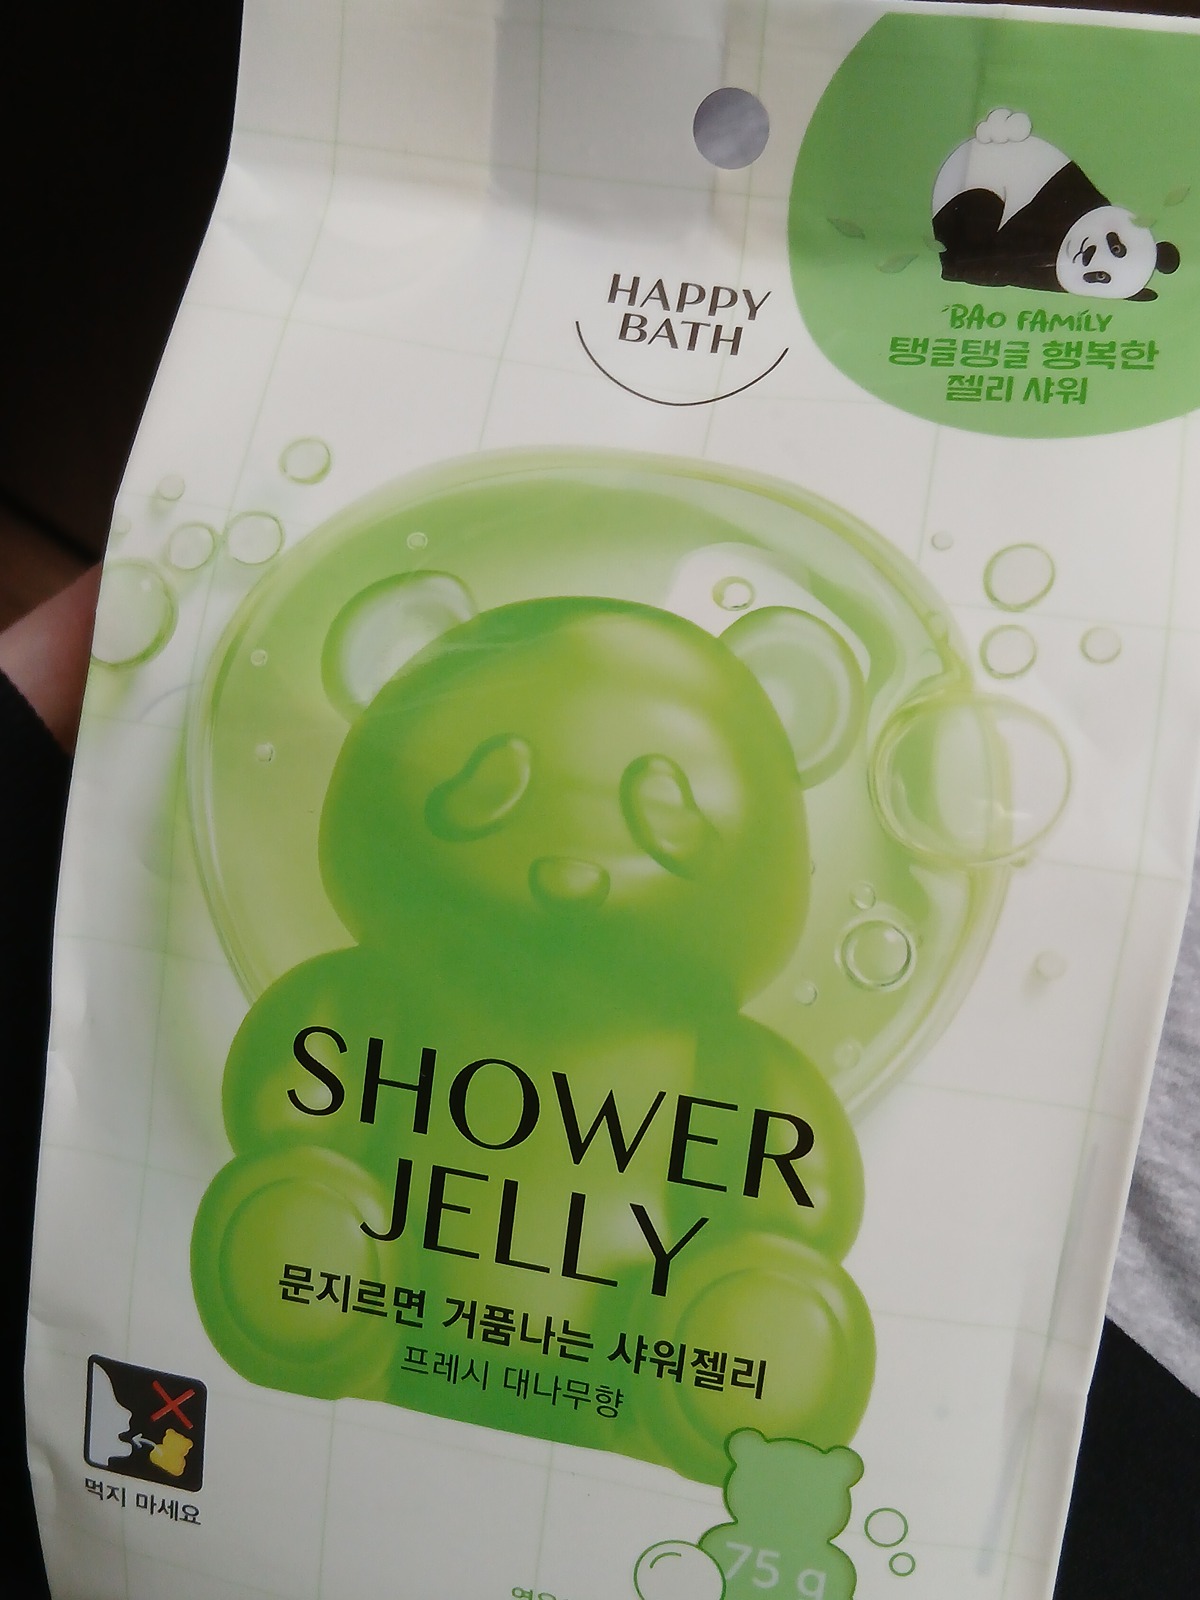 HAPPY
BATH
BAO FAMILY
탱글탱글 행복한
젤리 샤워
SHOWER
JELLY
문지르면 거품나는 샤워젤리
프레시 대나무향
먹지 마세요
75 g